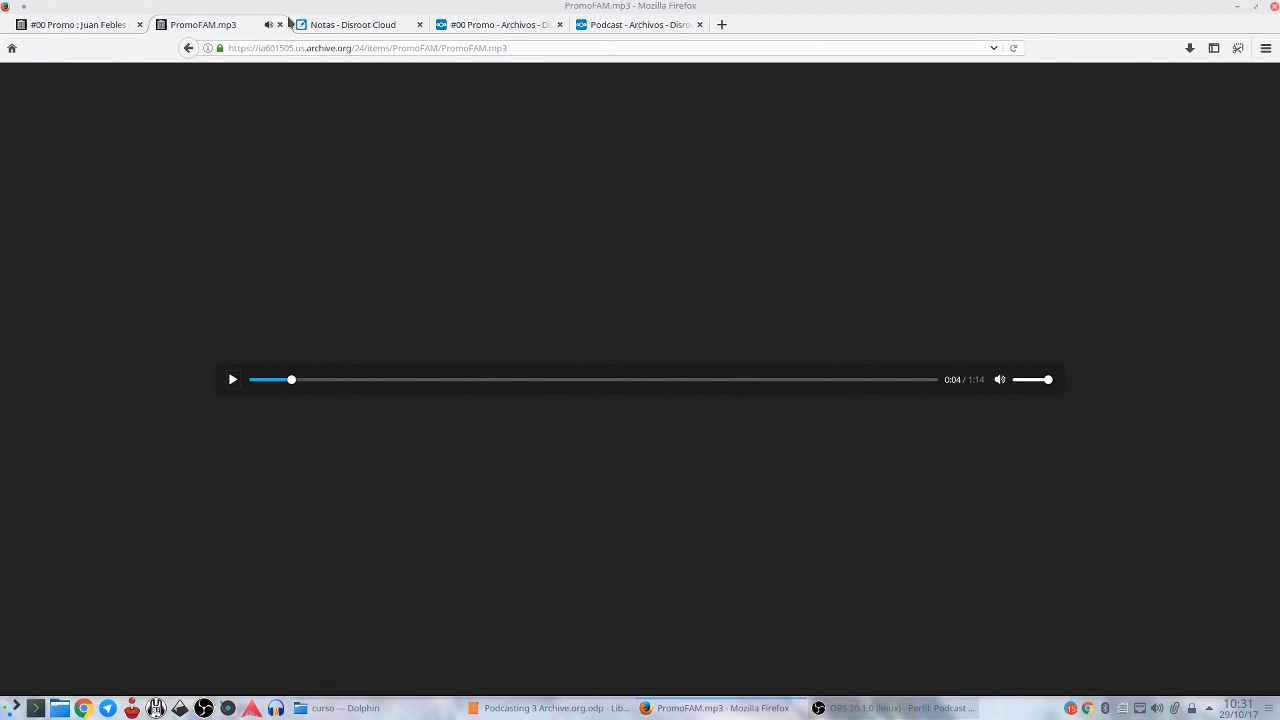 PromoFAM.mp3 - Mozilla Firefox
#00 Promo : Juan Febles
PromoFAM.mp3
Notas - Disroot Cloud
#00 Promo - Archivos - Di
Podcast - Archivos - Disro
https://ia601505.us.archive.org/24/items/PromoFAM/PromoFAM.mp3
0:04 / 1:14
curso — Dolphin
Podcasting 3 Archive.org.odp - Lib...
PromoFAM.mp3 - Mozilla Firefox
OBS 20.1.0 (linux) - Perfil: Podcast ...
15
10:31
29/10/17